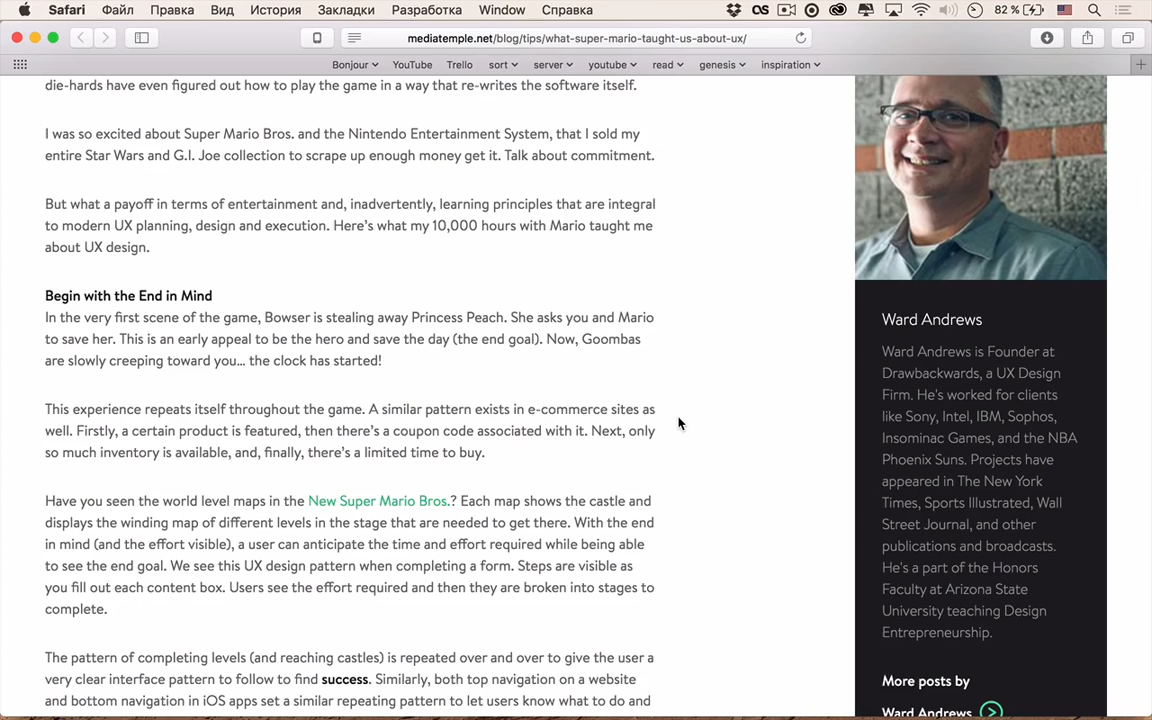 Safari Файл Правка Вид История Закладки Разработка Window Справка 82 %
mediatemple.net/blog/tips/what-super-mario-taught-us-about-ux/
Bonjour YouTube Trello sort server youtube read genesis inspiration
die-hards have even figured out how to play the game in a way that re-writes the software itself.
I was so excited about Super Mario Bros. and the Nintendo Entertainment System, that I sold my
entire Star Wars and G.I. Joe collection to scrape up enough money get it. Talk about commitment.
But what a payoff in terms of entertainment and, inadvertently, learning principles that are integral
to modern UX planning, design and execution. Here’s what my 10,000 hours with Mario taught me
about UX design.
Begin with the End in Mind
In the very first scene of the game, Bowser is stealing away Princess Peach. She asks you and Mario
to save her. This is an early appeal to be the hero and save the day (the end goal). Now, Goombas
are slowly creeping toward you… the clock has started!
This experience repeats itself throughout the game. A similar pattern exists in e-commerce sites as
well. Firstly, a certain product is featured, then there’s a coupon code associated with it. Next, only
so much inventory is available, and, finally, there’s a limited time to buy.
Have you seen the world level maps in the New Super Mario Bros.? Each map shows the castle and
displays the winding map of different levels in the stage that are needed to get there. With the end
in mind (and the effort visible), a user can anticipate the time and effort required while being able
to see the end goal. We see this UX design pattern when completing a form. Steps are visible as
you fill out each content box. Users see the effort required and then they are broken into stages to
complete.
The pattern of completing levels (and reaching castles) is repeated over and over to give the user a
very clear interface pattern to follow to find success. Similarly, both top navigation on a website
and bottom navigation in iOS apps set a similar repeating pattern to let users know what to do and
Ward Andrews
Ward Andrews is Founder at
Drawbackwards, a UX Design
Firm. He's worked for clients
like Sony, Intel, IBM, Sophos,
Insominac Games, and the NBA
Phoenix Suns. Projects have
appeared in The New York
Times, Sports Illustrated, Wall
Street Journal, and other
publications and broadcasts.
He's a part of the Honors
Faculty at Arizona State
University teaching Design
Entrepreneurship.
More posts by
Ward Andrews